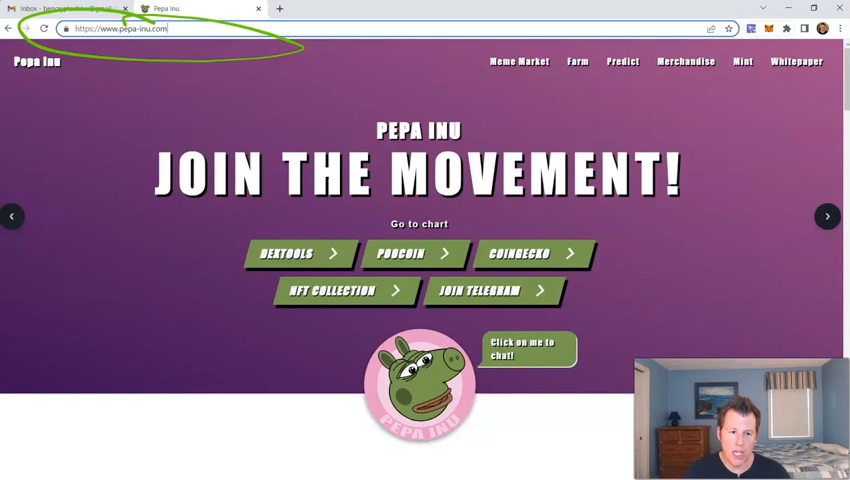 Pepa Inu
https://www.pepa-inu.com
Pepa Inu
Meme Market Farm Predict Merchandise Mint Whitepaper
PEPA INU
JOIN THE MOVEMENT!
Go to chart
DEXTOOLS POOCOIN COINGECKO
NFT COLLECTION JOIN TELEGRAM
Click on me to
chat!
PEPA INU